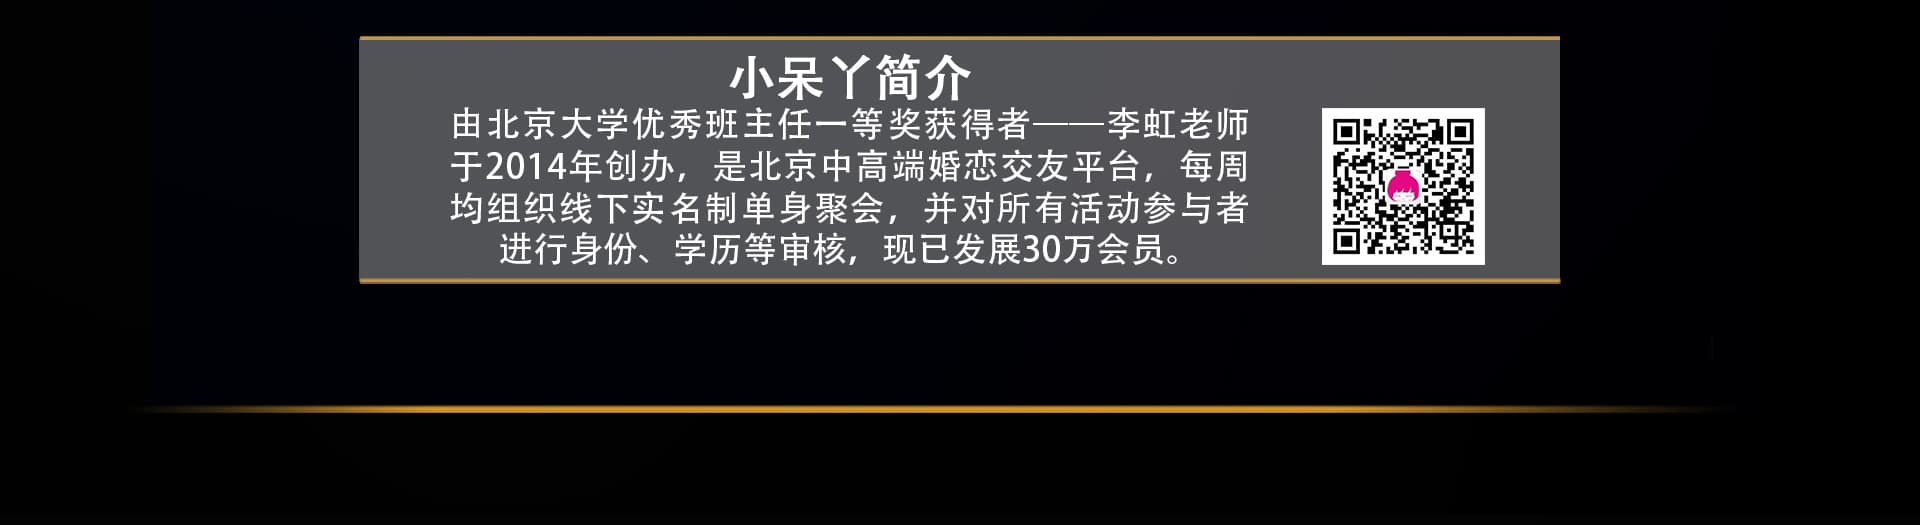 小呆丫简介
由北京大学优秀班主任一等奖获得者——李虹老师
于2014年创办，是北京中高端婚恋交友平台，每周
均组织线下实名制单身聚会，并对所有活动参与者
进行身份、学历等审核，现已发展30万会员。